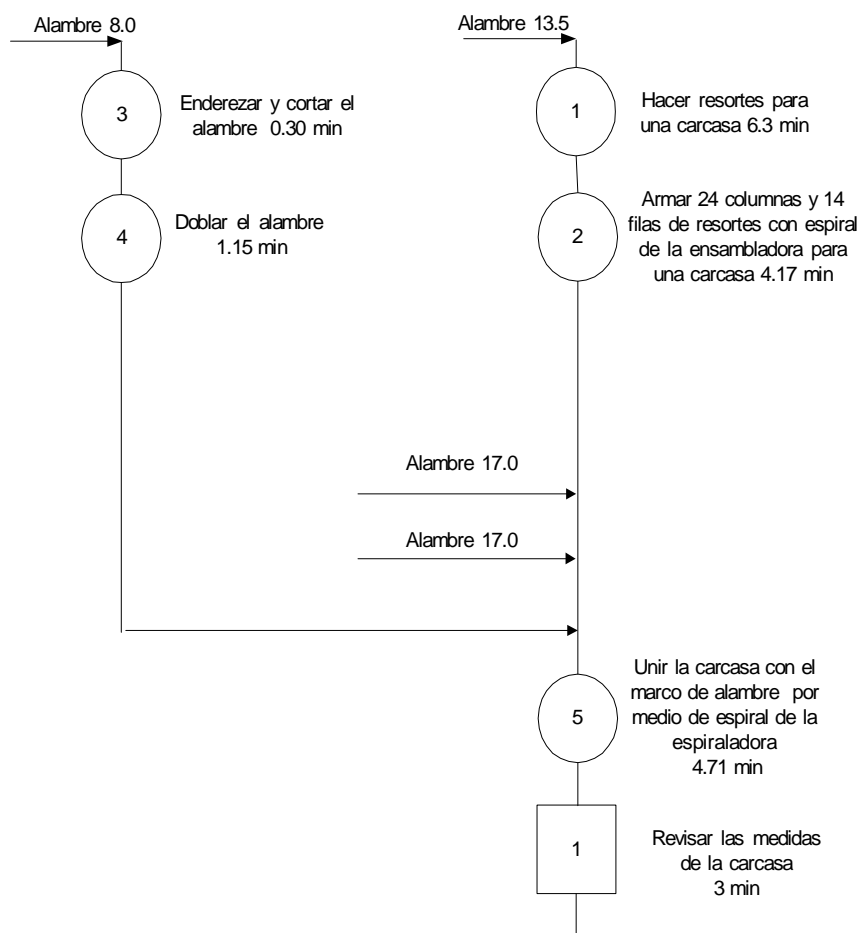 Alambre 8.0
3
Enderezar y cortar el
alambre 0.30 min
4
Doblar el alambre
1.15 min
Alambre 13.5
1
Hacer resortes para
una carcasa 6.3 min
2
Armar 24 columnas y 14
filas de resortes con espiral
de la ensambladora para
una carcasa 4.17 min
Alambre 17.0
Alambre 17.0
5
Unir la carcasa con el
marco de alambre por
medio de espiral de la
espiraladora
4.71 min
1
Revisar las medidas
de la carcasa
3 min